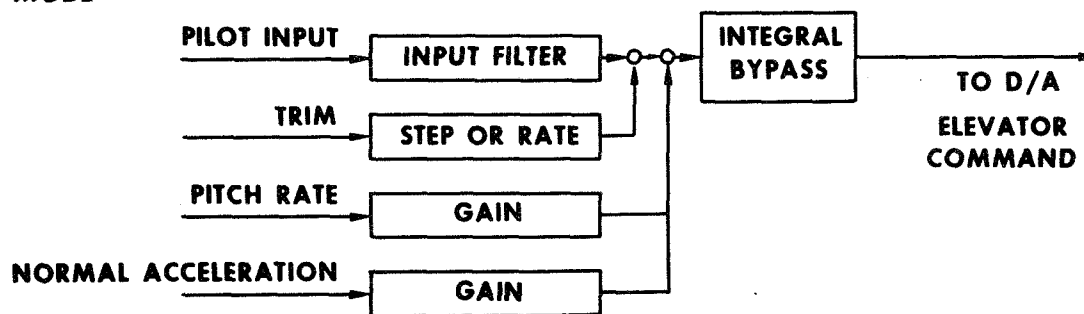 PILOT INPUT
INPUT FILTER
INTEGRAL
BYPASS
TO D/A
ELEVATOR
COMMAND
TRIM
STEP OR RATE
PITCH RATE
GAIN
NORMAL ACCELERATION
GAIN